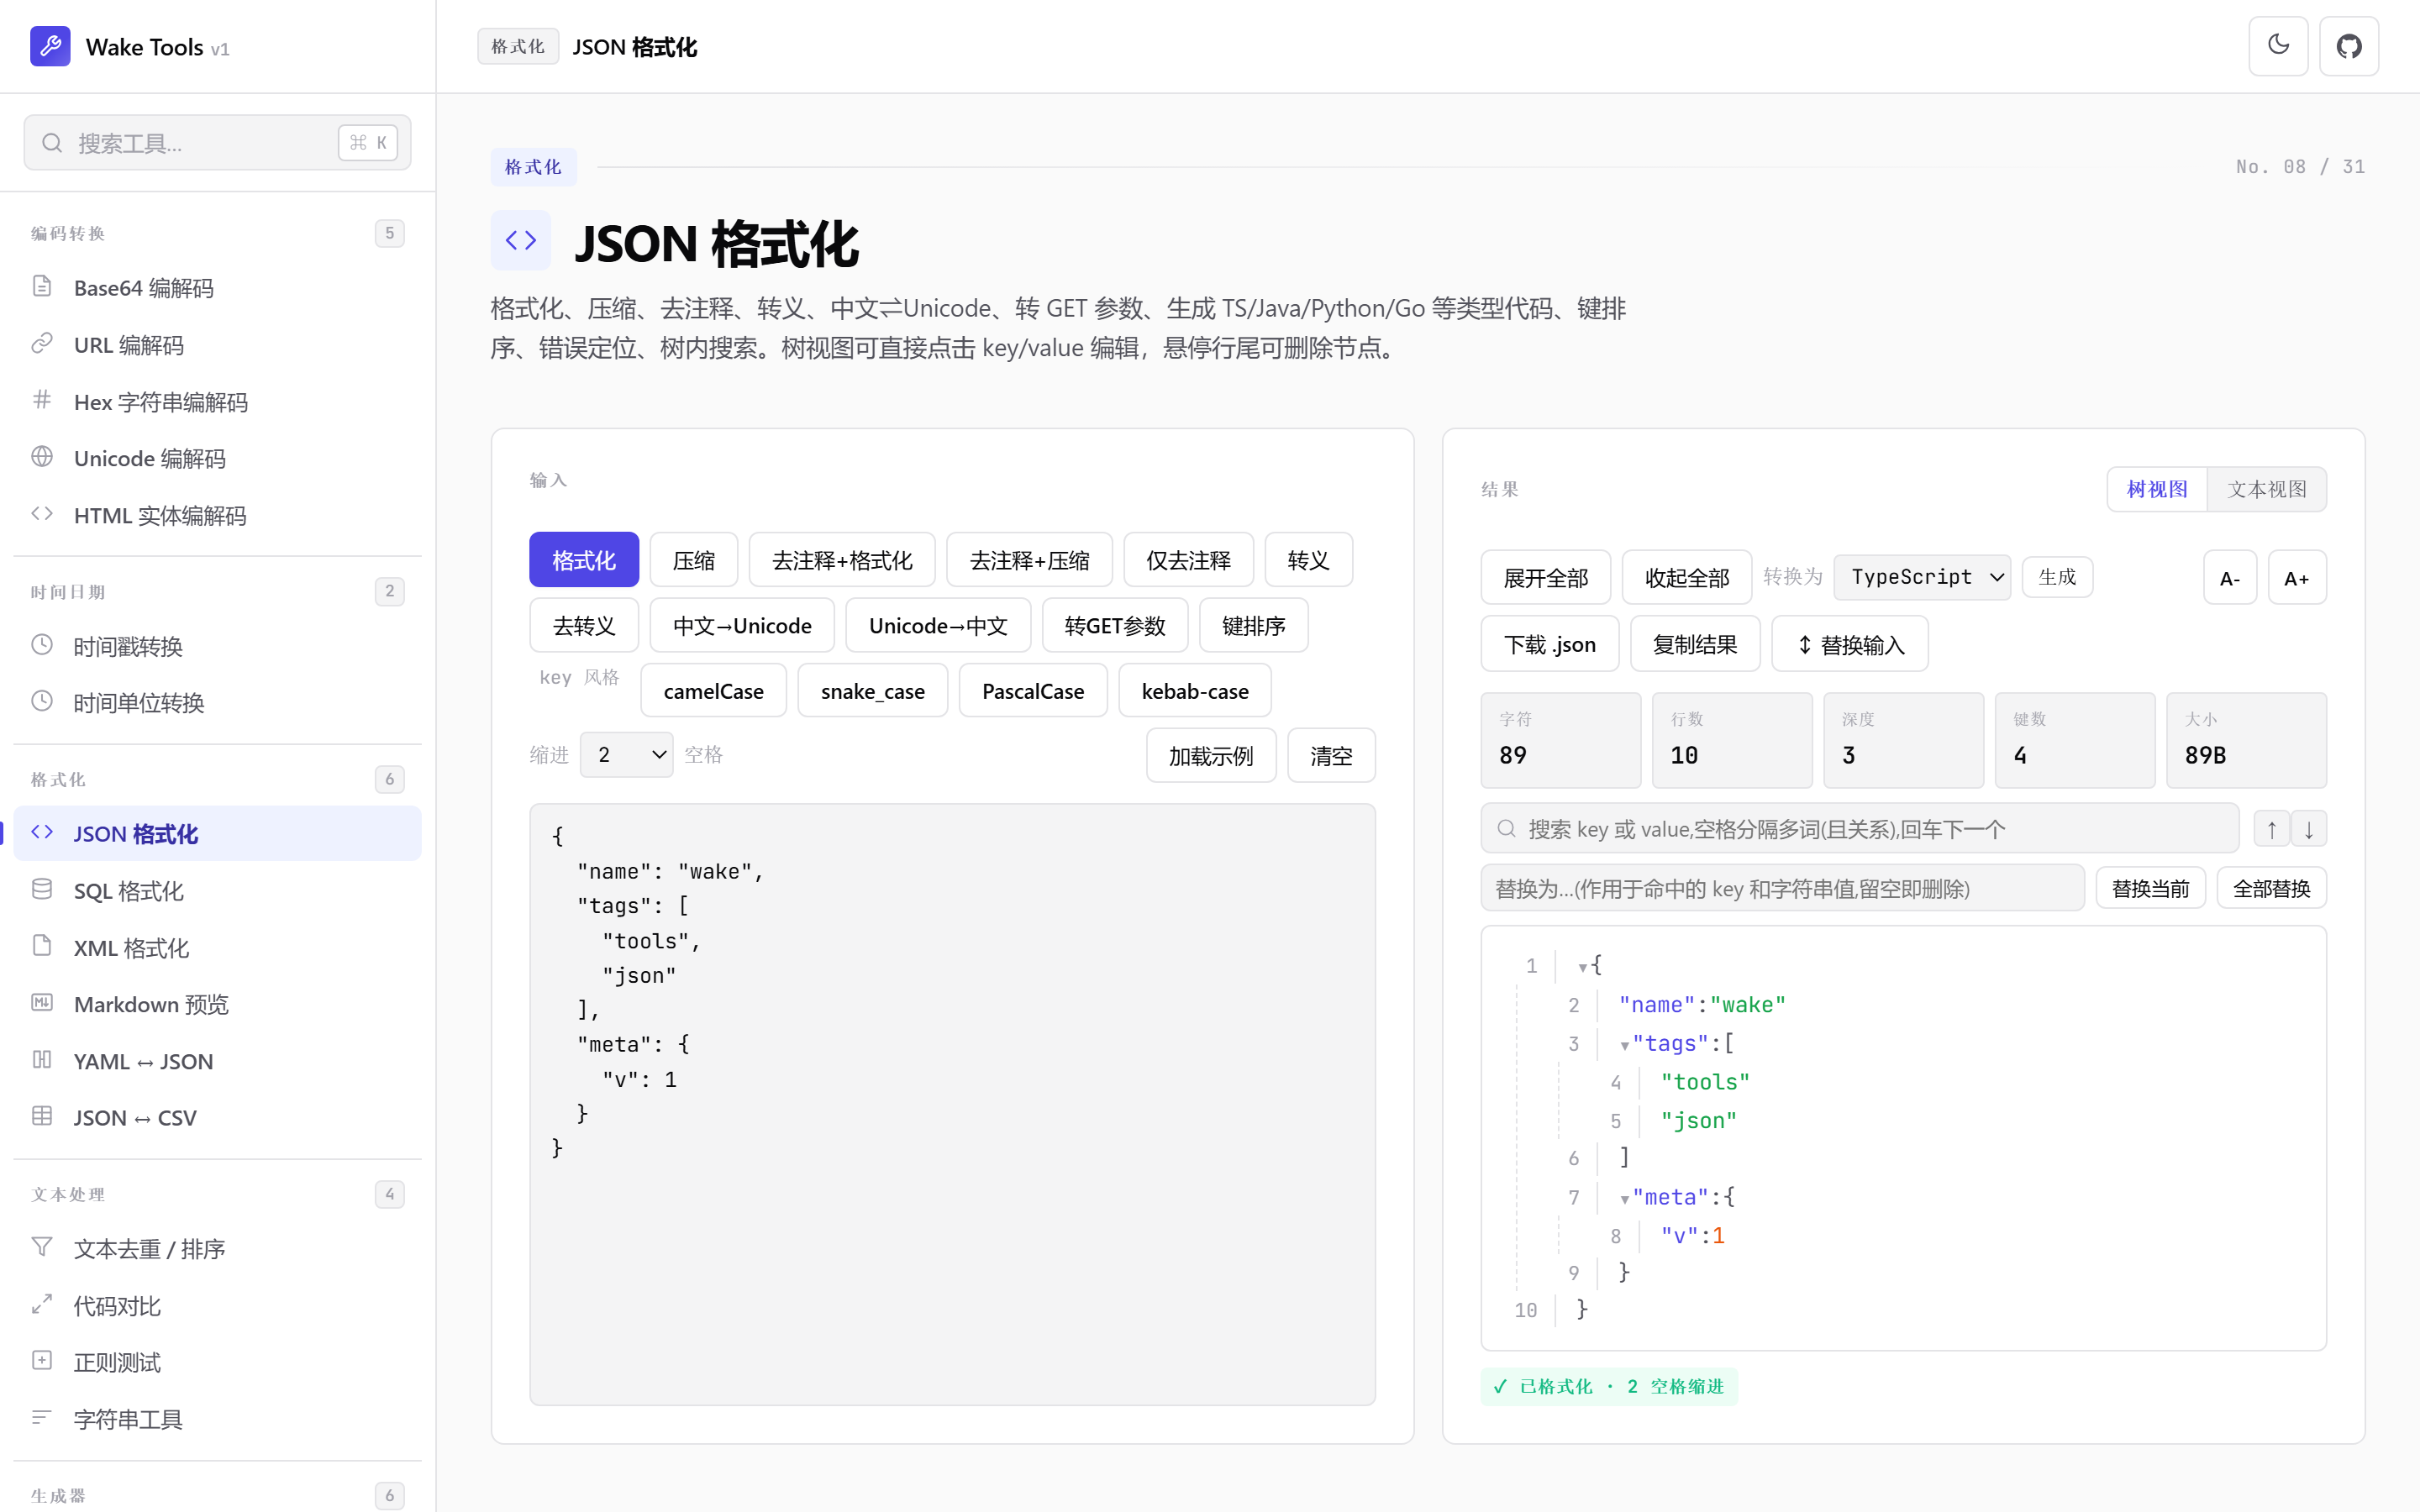 Wake Tools v1
格式化 JSON 格式化
搜索工具... ⌘ K
编码转换 5
Base64 编解码
URL 编解码
Hex 字符串编解码
Unicode 编解码
HTML 实体编解码
时间日期 2
时间戳转换
时间单位转换
格式化 6
JSON 格式化
SQL 格式化
XML 格式化
Markdown 预览
YAML ↔ JSON
JSON ↔ CSV
文本处理 4
文本去重 / 排序
代码对比
正则测试
字符串工具
生成器 6
格式化 No. 08 / 31
JSON 格式化
格式化、压缩、去注释、转义、中文⇌Unicode、转 GET 参数、生成 TS/Java/Python/Go 等类型代码、键排
序、错误定位、树内搜索。树视图可直接点击 key/value 编辑，悬停行尾可删除节点。
输入
格式化 压缩 去注释+格式化 去注释+压缩 仅去注释 转义
去转义 中文→Unicode Unicode→中文 转GET参数 键排序
key 风格 camelCase snake_case PascalCase kebab-case
缩进 2 空格 加载示例 清空
{
"name": "wake",
"tags": [
"tools",
"json"
],
"meta": {
"v": 1
}
}
结果 树视图 文本视图
展开全部 收起全部 转换为 TypeScript 生成 A- A+
下载 .json 复制结果 ↕ 替换输入
字符 行数 深度 键数 大小
89 10 3 4 89B
搜索 key 或 value,空格分隔多词(且关系),回车下一个 ↑ ↓
替换为...(作用于命中的 key 和字符串值,留空即删除) 替换当前 全部替换
1 ▾{
2 "name":"wake"
3 ▾"tags":[
4 "tools"
5 "json"
6 ]
7 ▾"meta":{
8 "v":1
9 }
10 }
✓ 已格式化 · 2 空格缩进